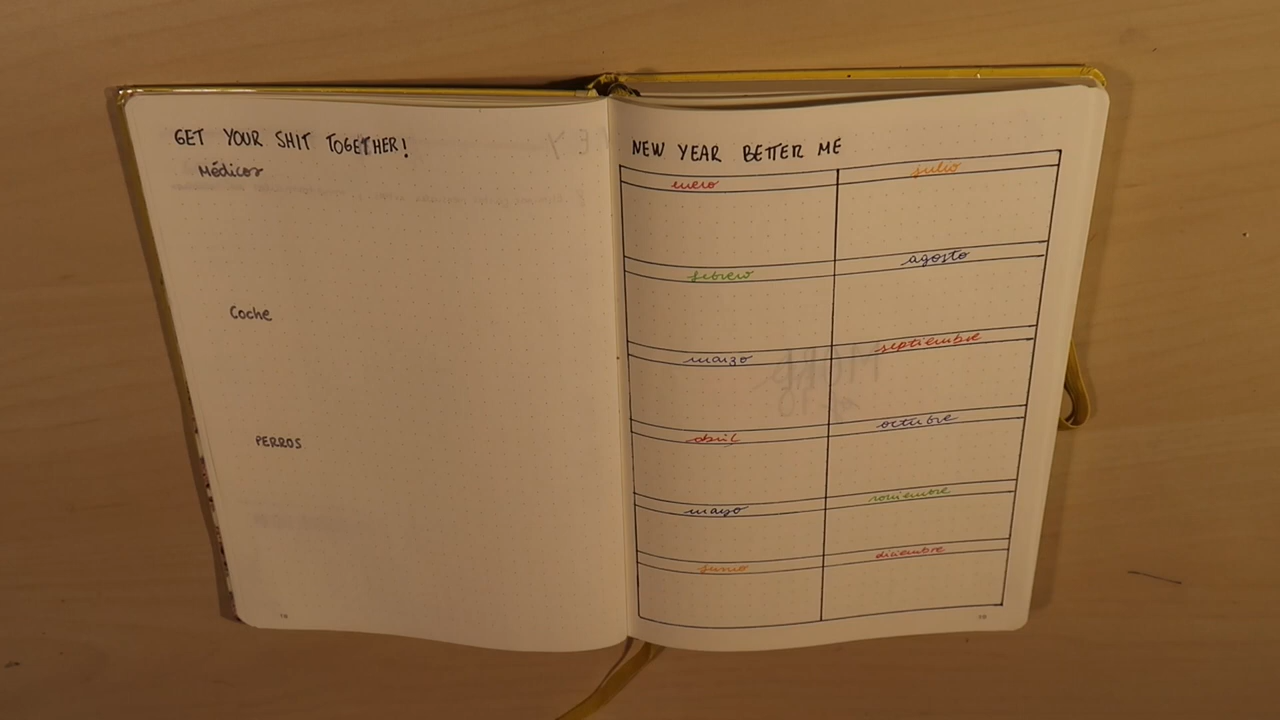 GET YOUR SHIT TOGETHER!
Médicos
Coche
PERROS
NEW YEAR BETTER ME
enero
julio
febrero
agosto
marzo
septiembre
abril
octubre
mayo
noviembre
junio
diciembre